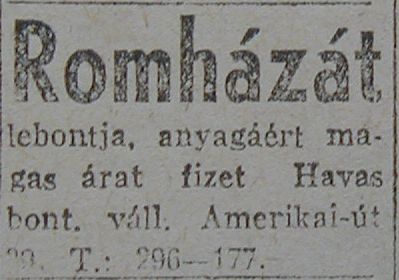 Romházát
lebontja, anyagáért ma-
gas árat fizet Havas
bont. váll. Amerikai-út
T.: 296—177.